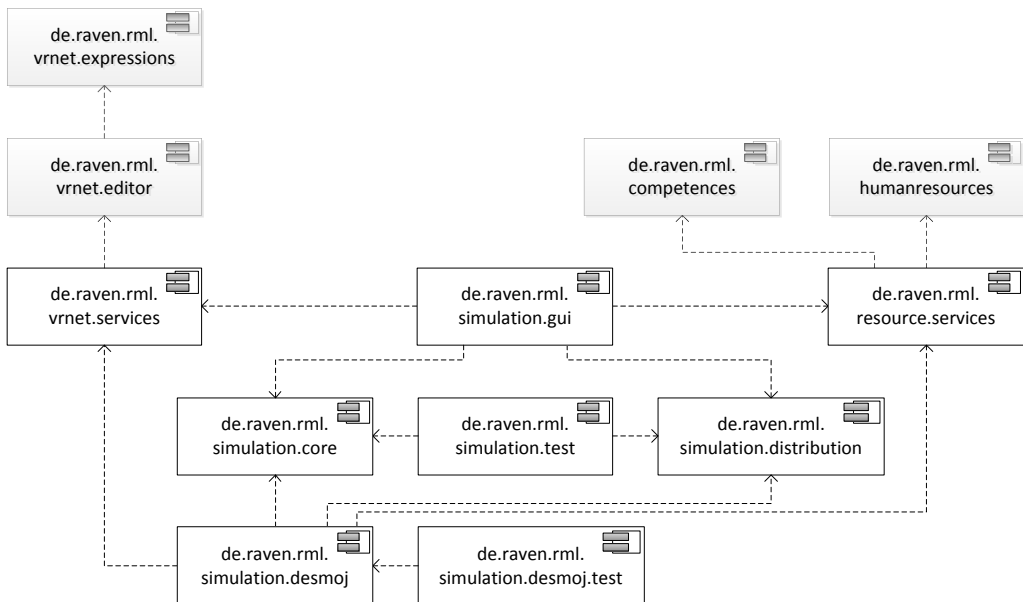 de.raven.rml.
vrnet.expressions
de.raven.rml.
vrnet.editor
de.raven.rml.
competences
de.raven.rml.
humanresources
de.raven.rml.
vrnet.services
de.raven.rml.
simulation.gui
de.raven.rml.
resource.services
de.raven.rml.
simulation.core
de.raven.rml.
simulation.test
de.raven.rml.
simulation.distribution
de.raven.rml.
simulation.desmoj
de.raven.rml.
simulation.desmoj.test